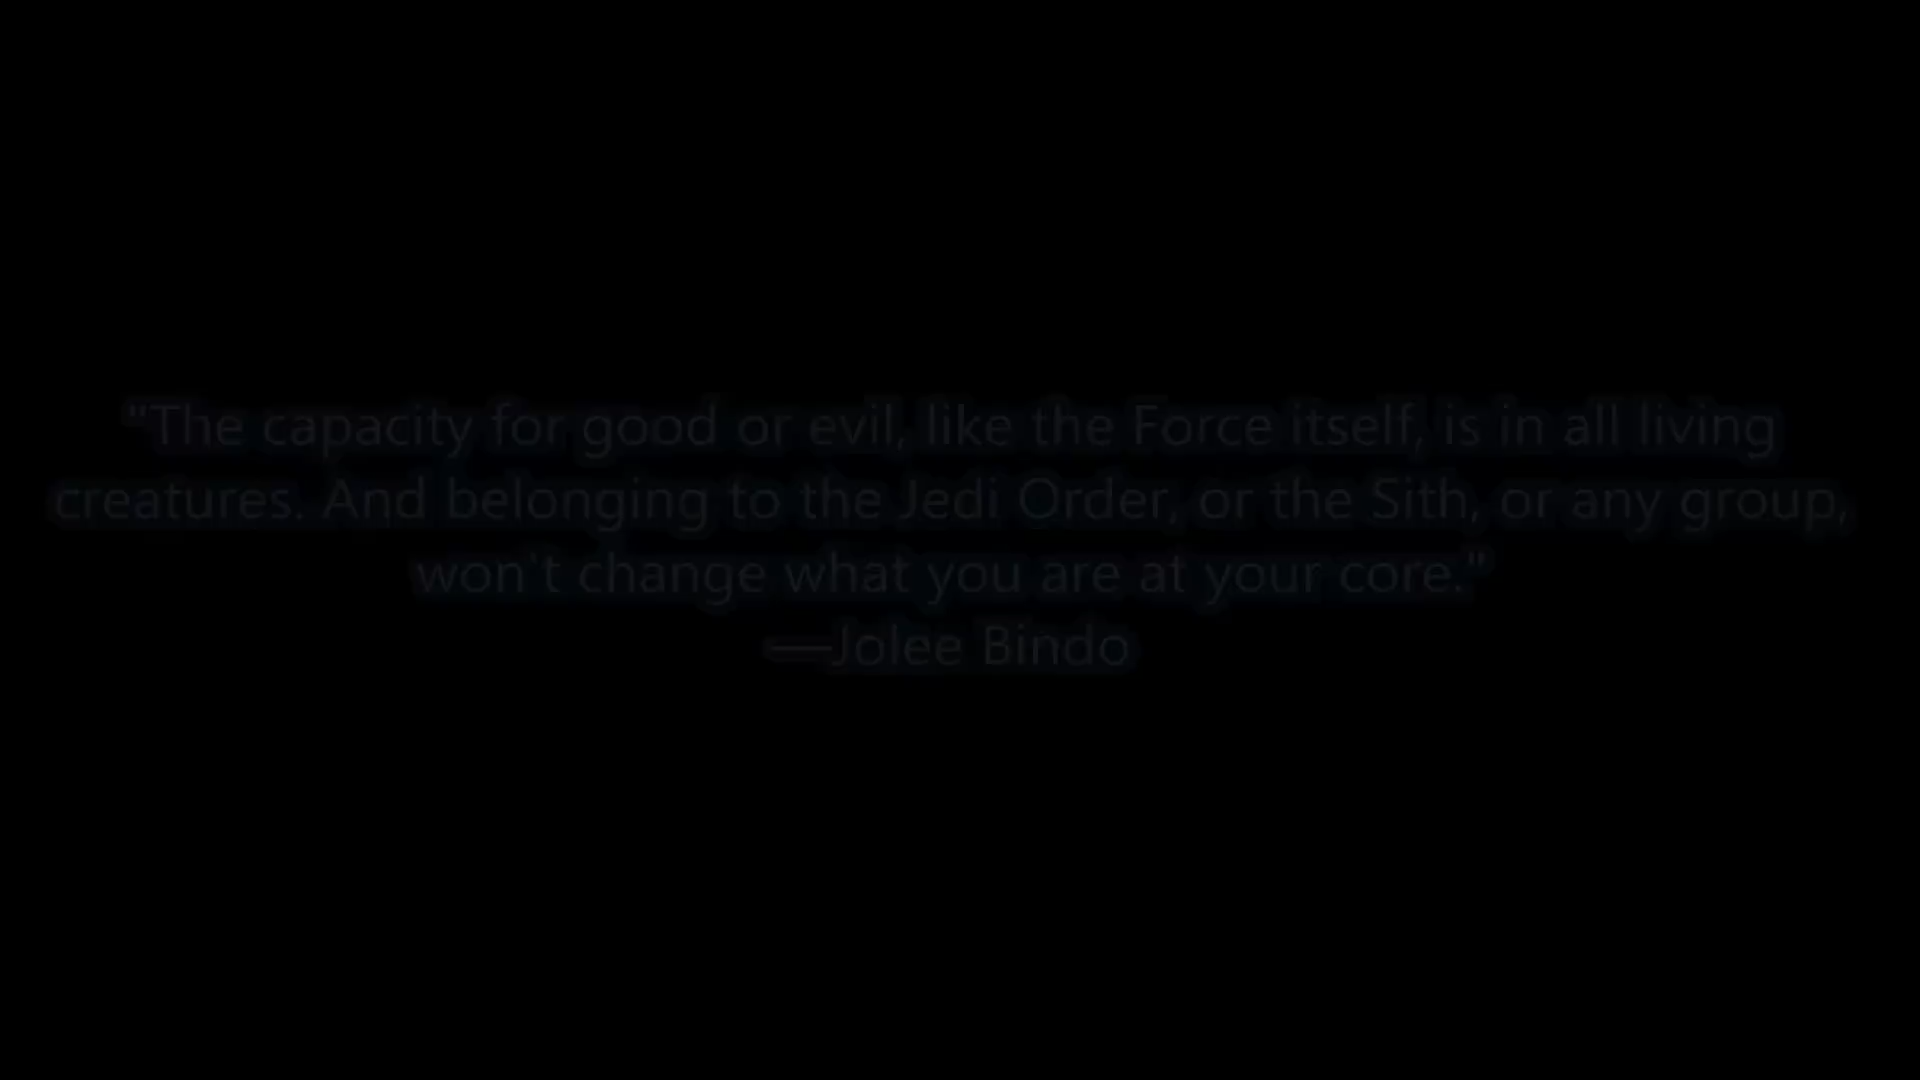 "The capacity for good or evil, like the Force itself, is in all living
creatures. And belonging to the Jedi Order, or the Sith, or any group,
won't change what you are at your core."
—Jolee Bindo